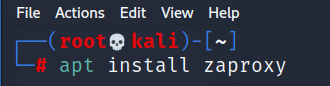 File Actions Edit View Help
┌──(root💀kali)-[~]
└─# apt install zaproxy